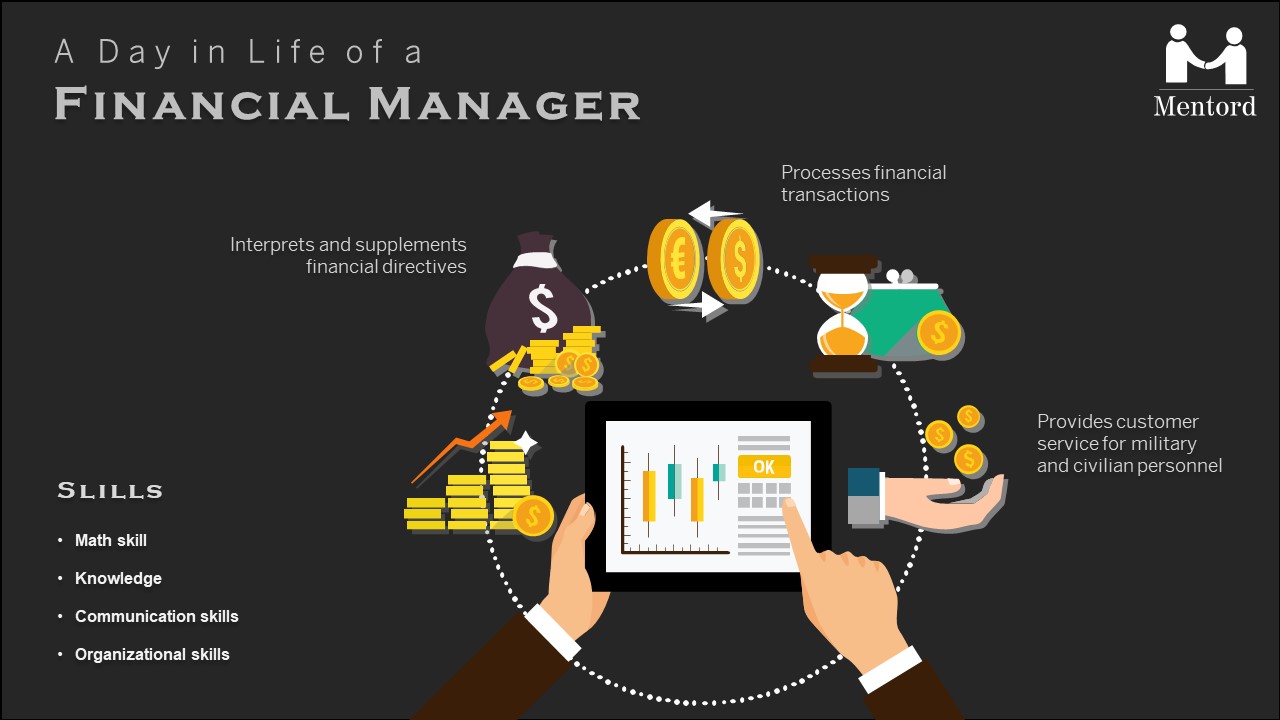 A Day in Life of a
FINANCIAL MANAGER
Mentord
Processes financial
transactions
Interprets and supplements
financial directives
$
€
$
$
$
$
$
$
$
$
OK
Provides customer
service for military
and civilian personnel
$
$
$
SLILLS
• Math skill
• Knowledge
• Communication skills
• Organizational skills
$